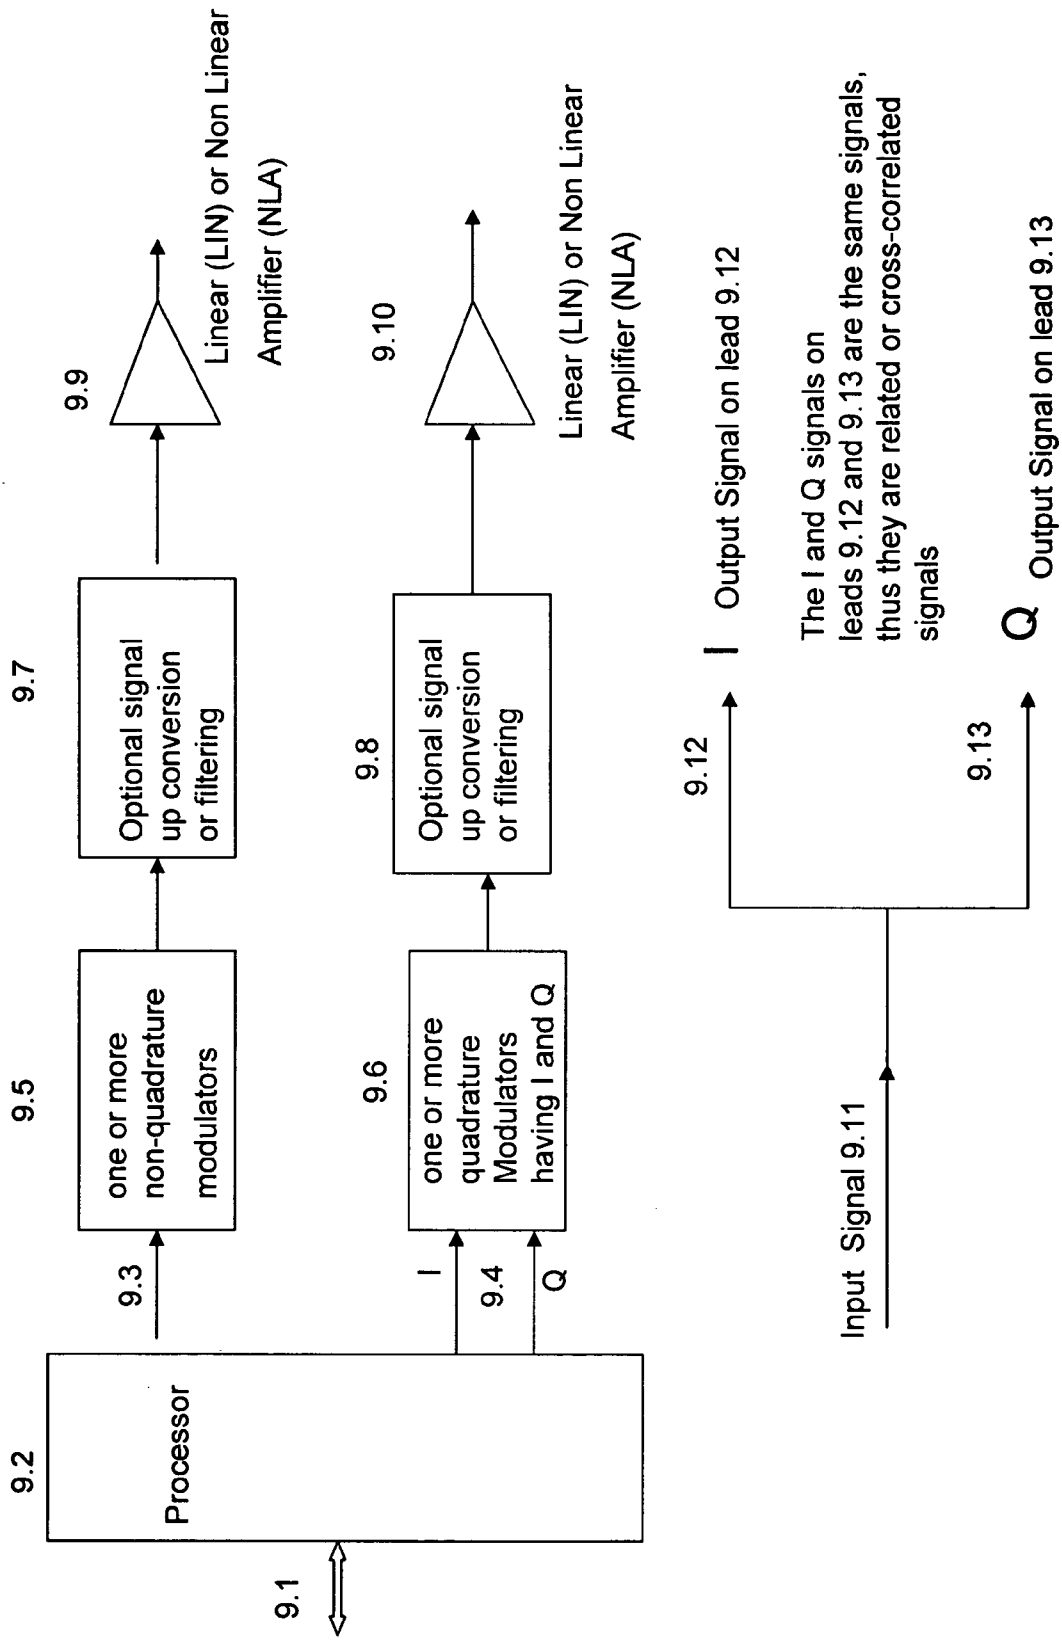 9.1
9.2
Processor
9.3
9.5
one or more
non-quadrature
modulators
9.7
Optional signal
up conversion
or filtering
9.9
Linear (LIN) or Non Linear
Amplifier (NLA)
I
9.4
Q
9.6
one or more
quadrature
Modulators
having I and Q
9.8
Optional signal
up conversion
or filtering
9.10
Linear (LIN) or Non Linear
Amplifier (NLA)
Input Signal 9.11
9.12
I Output Signal on lead 9.12
The I and Q signals on
leads 9.12 and 9.13 are the same signals,
thus they are related or cross-correlated
signals
9.13
Q Output Signal on lead 9.13